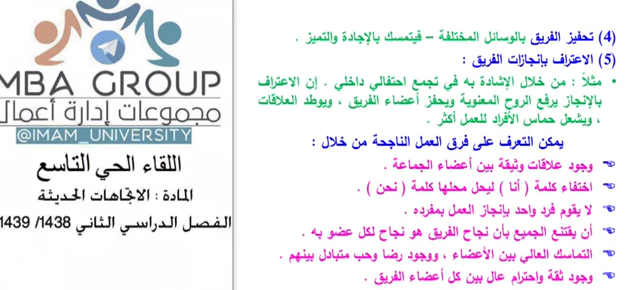 (4) تحفيز الفريق بالوسائل المختلفة – فيتمسك بالإجادة والتميز .
(5) الاعتراف بإنجازات الفريق :
• مثلاً : من خلال الإشادة به في تجمع احتفالي داخلي . إن الاعتراف
بالإنجاز يرفع الروح المعنوية ويحفز أعضاء الفريق ، ويوطد العلاقات
، ويشعل حماس الأفراد للعمل أكثر .
يمكن التعرف على فرق العمل الناجحة من خلال :
وجود علاقات وثيقة بين أعضاء الجماعة .
اختفاء كلمة ( أنا ) ليحل محلها كلمة ( نحن ) .
لا يقوم فرد واحد بإنجاز العمل بمفرده .
أن يقتنع الجميع بأن نجاح الفريق هو نجاح لكل عضو به .
التماسك العالي بين الأعضاء ، ووجود رضا وحب متبادل بينهم .
وجود ثقة واحترام عال بين كل أعضاء الفريق .
MBA GROUP
مجموعات إدارة أعمال
@IMAM_UNIVERSITY
اللقاء الحي التاسع
المادة : الاتجاهات الحديثة
الفصل الدراسي الثاني 1438/ 1439